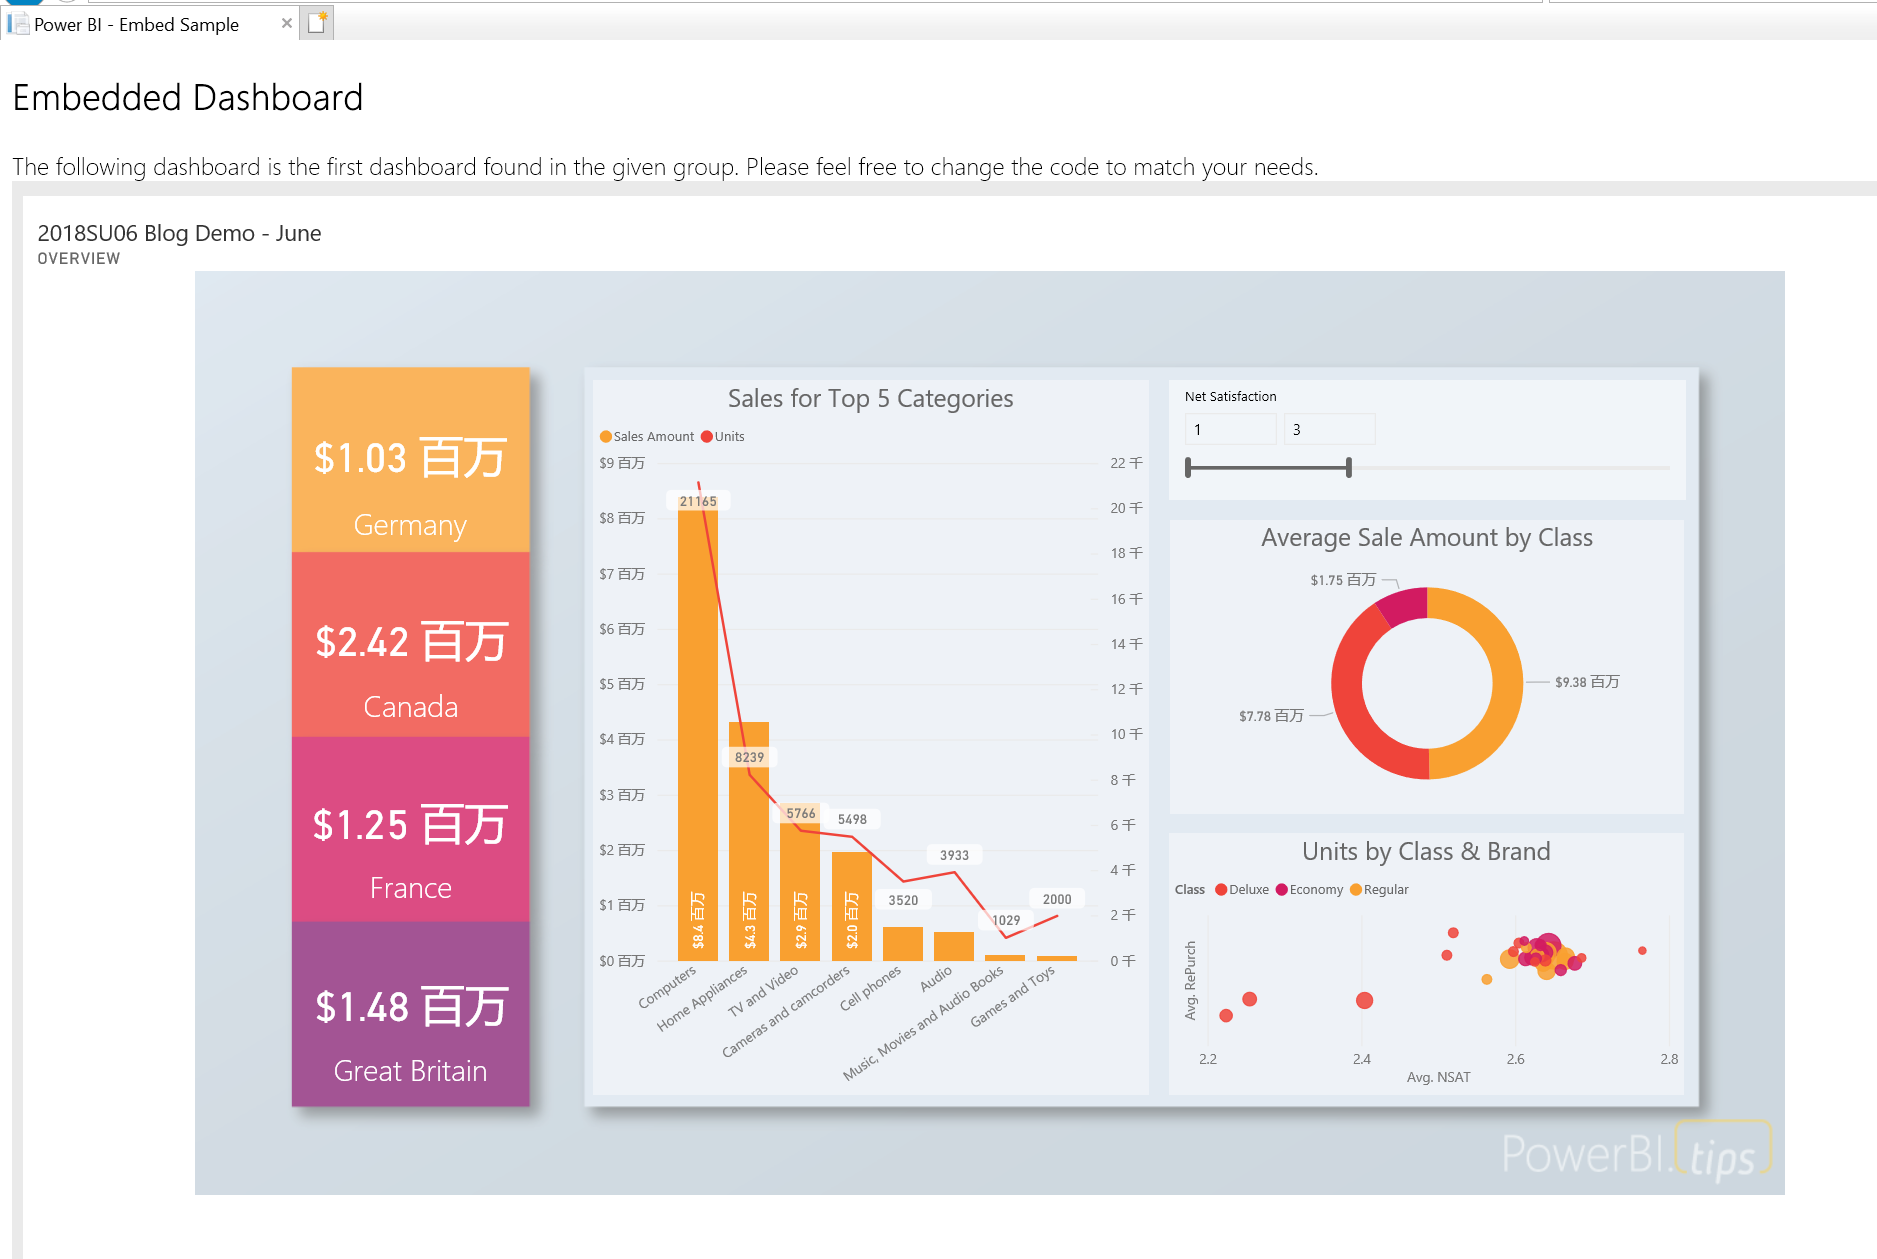 Power BI - Embed Sample
Embedded Dashboard
The following dashboard is the first dashboard found in the given group. Please feel free to change the code to match your needs.
2018SU06 Blog Demo - June
OVERVIEW
$1.03 百万
Germany
$2.42 百万
Canada
$1.25 百万
France
$1.48 百万
Great Britain
Sales for Top 5 Categories
Sales Amount Units
$9 百万
$8 百万
$7 百万
$6 百万
$5 百万
$4 百万
$3 百万
$2 百万
$1 百万
$0 百万
22 千
20 千
18 千
16 千
14 千
12 千
10 千
8 千
6 千
4 千
2 千
0 千
21165
8239
5766
5498
3520
3933
1029
2000
$8.4 百万
$4.3 百万
$2.9 百万
$2.0 百万
Computers
Home Appliances
TV and Video
Cameras and camcorders
Cell phones
Audio
Music, Movies and Audio Books
Games and Toys
Net Satisfaction
1 3
Average Sale Amount by Class
$1.75 百万
$9.38 百万
$7.78 百万
Units by Class & Brand
Class Deluxe Economy Regular
Avg. RePurch
2.2 2.4 2.6 2.8
Avg. NSAT
PowerBI.tips